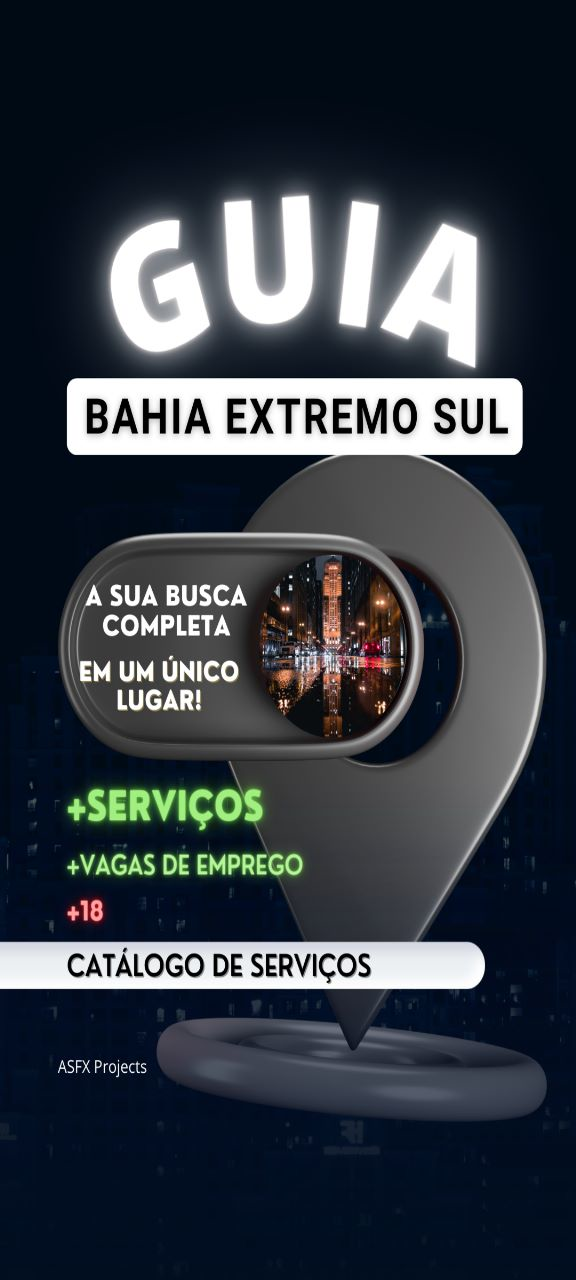 GUIA
BAHIA EXTREMO SUL
A SUA BUSCA
COMPLETA
EM UM ÚNICO
LUGAR!
+SERVIÇOS
+VAGAS DE EMPREGO
+18
CATÁLOGO DE SERVIÇOS
ASFX Projects